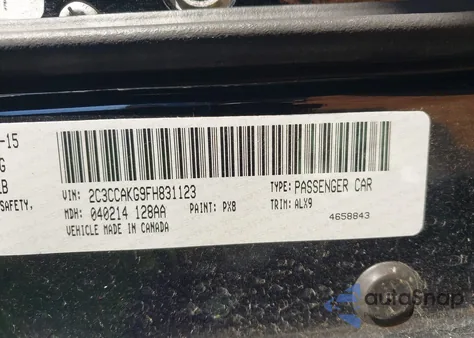 -15
G
LB
SAFETY,
VIN: 2C3CCAKG9FH831123 TYPE: PASSENGER CAR
MDH: 040214 128AA PAINT: PX8 TRIM: ALX9
VEHICLE MADE IN CANADA 4658843
autoSnap